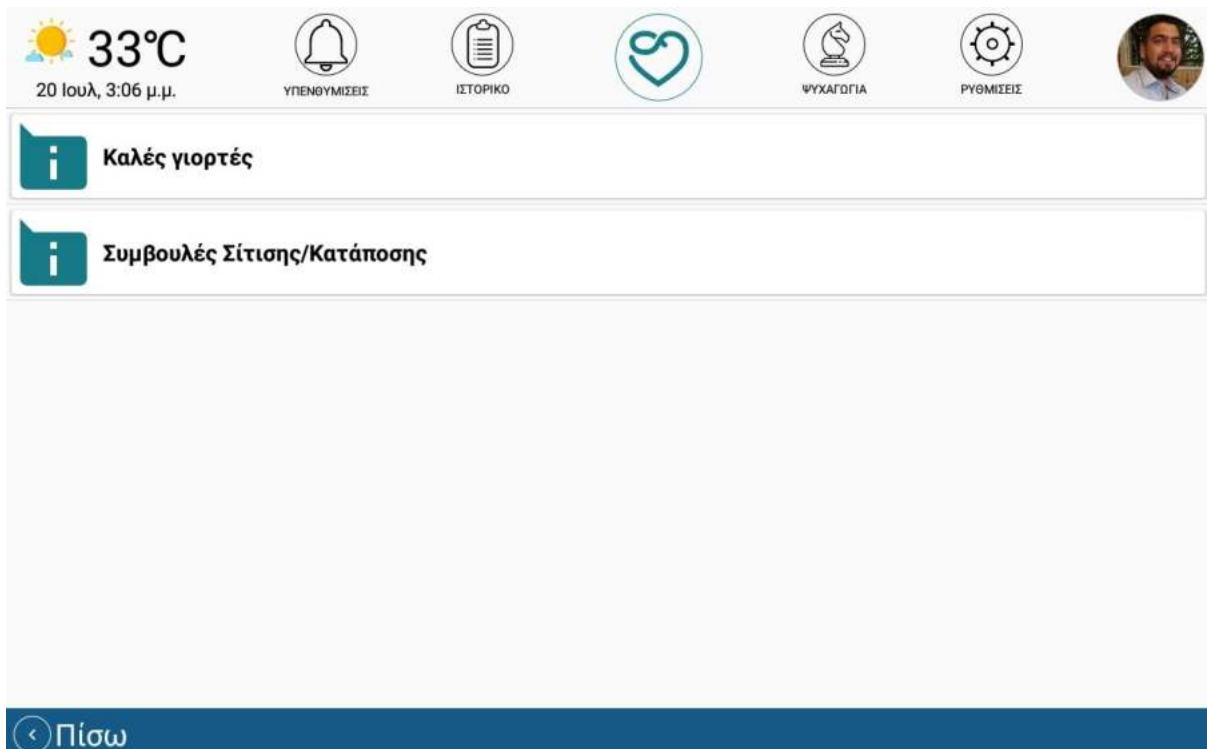 33°C
20 Ιουλ, 3:06 μ.μ.
ΥΠΕΝΘΥΜΙΣΕΙΣ
ΙΣΤΟΡΙΚΟ
ΨΥΧΑΓΩΓΙΑ
ΡΥΘΜΙΣΕΙΣ
Καλές γιορτές
Συμβουλές Σίτισης/Κατάποσης
Πίσω